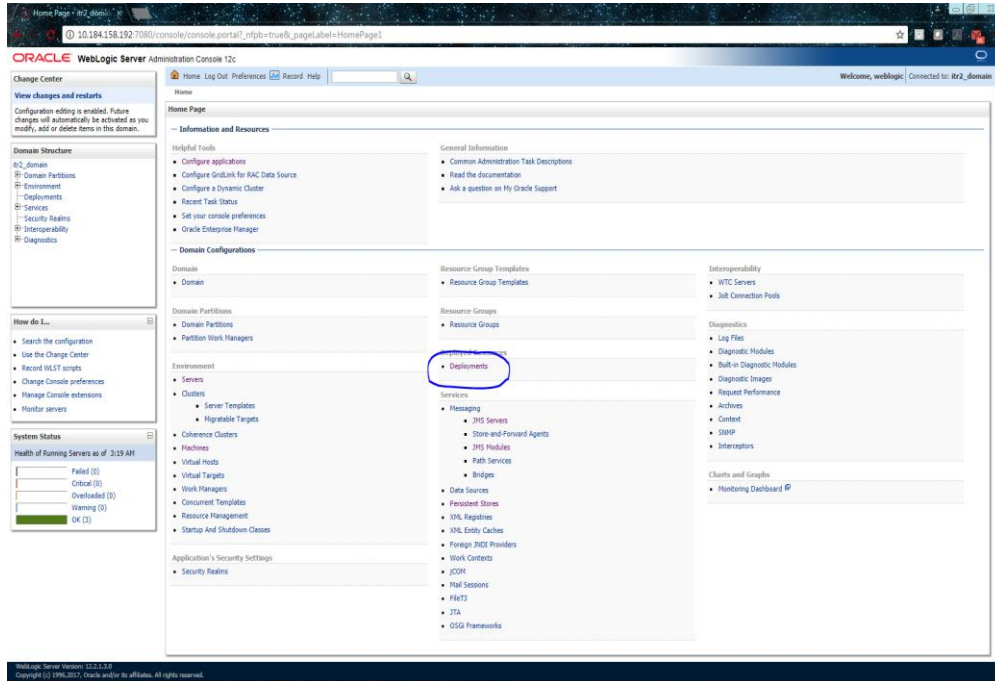 Home Page - itr2_domai
10.184.158.192:7080/console/console.portal?_nfpb=true&_pageLabel=HomePage1
ORACLE WebLogic Server Administration Console 12c
Change Center
View changes and restarts
Configuration editing is enabled. Future
changes will automatically be activated as you
modify, add or delete items in this domain.
Domain Structure
itr2_domain
Domain Partitions
Environment
Deployments
Services
Security Realms
Interoperability
Diagnostics
How do I...
Search the configuration
Use the Change Center
Record WLST scripts
Change Console preferences
Manage Console extensions
Monitor servers
System Status
Health of Running Servers as of 3:19 AM
Failed (0)
Critical (0)
Overloaded (0)
Warning (0)
OK (3)
Home Log Out Preferences Record Help
Welcome, weblogic Connected to: itr2_domain
Home
Home Page
Information and Resources
Helpful Tools
Configure applications
Configure GridLink for RAC Data Source
Configure a Dynamic Cluster
Recent Task Status
Set your console preferences
Oracle Enterprise Manager
General Information
Common Administration Task Descriptions
Read the documentation
Ask a question on My Oracle Support
Domain Configurations
Domain
Domain
Domain Partitions
Domain Partitions
Partition Work Managers
Environment
Servers
Clusters
Server Templates
Migratable Targets
Coherence Clusters
Machines
Virtual Hosts
Virtual Targets
Work Managers
Concurrent Templates
Resource Management
Startup And Shutdown Classes
Application's Security Settings
Security Realms
Resource Group Templates
Resource Group Templates
Resource Groups
Resource Groups
Deployed Resources
Deployments
Services
Messaging
JMS Servers
Store-and-Forward Agents
JMS Modules
Path Services
Bridges
Data Sources
Persistent Stores
XML Registries
XML Entity Caches
Foreign JNDI Providers
Work Contexts
jCOM
Mail Sessions
FileT3
JTA
OSGi Frameworks
Interoperability
WTC Servers
Jolt Connection Pools
Diagnostics
Log Files
Diagnostic Modules
Built-in Diagnostic Modules
Diagnostic Images
Request Performance
Archives
Context
SNMP
Interceptors
Charts and Graphs
Monitoring Dashboard
WebLogic Server Version: 12.2.1.3.0
Copyright (c) 1996,2017, Oracle and/or its affiliates. All rights reserved.